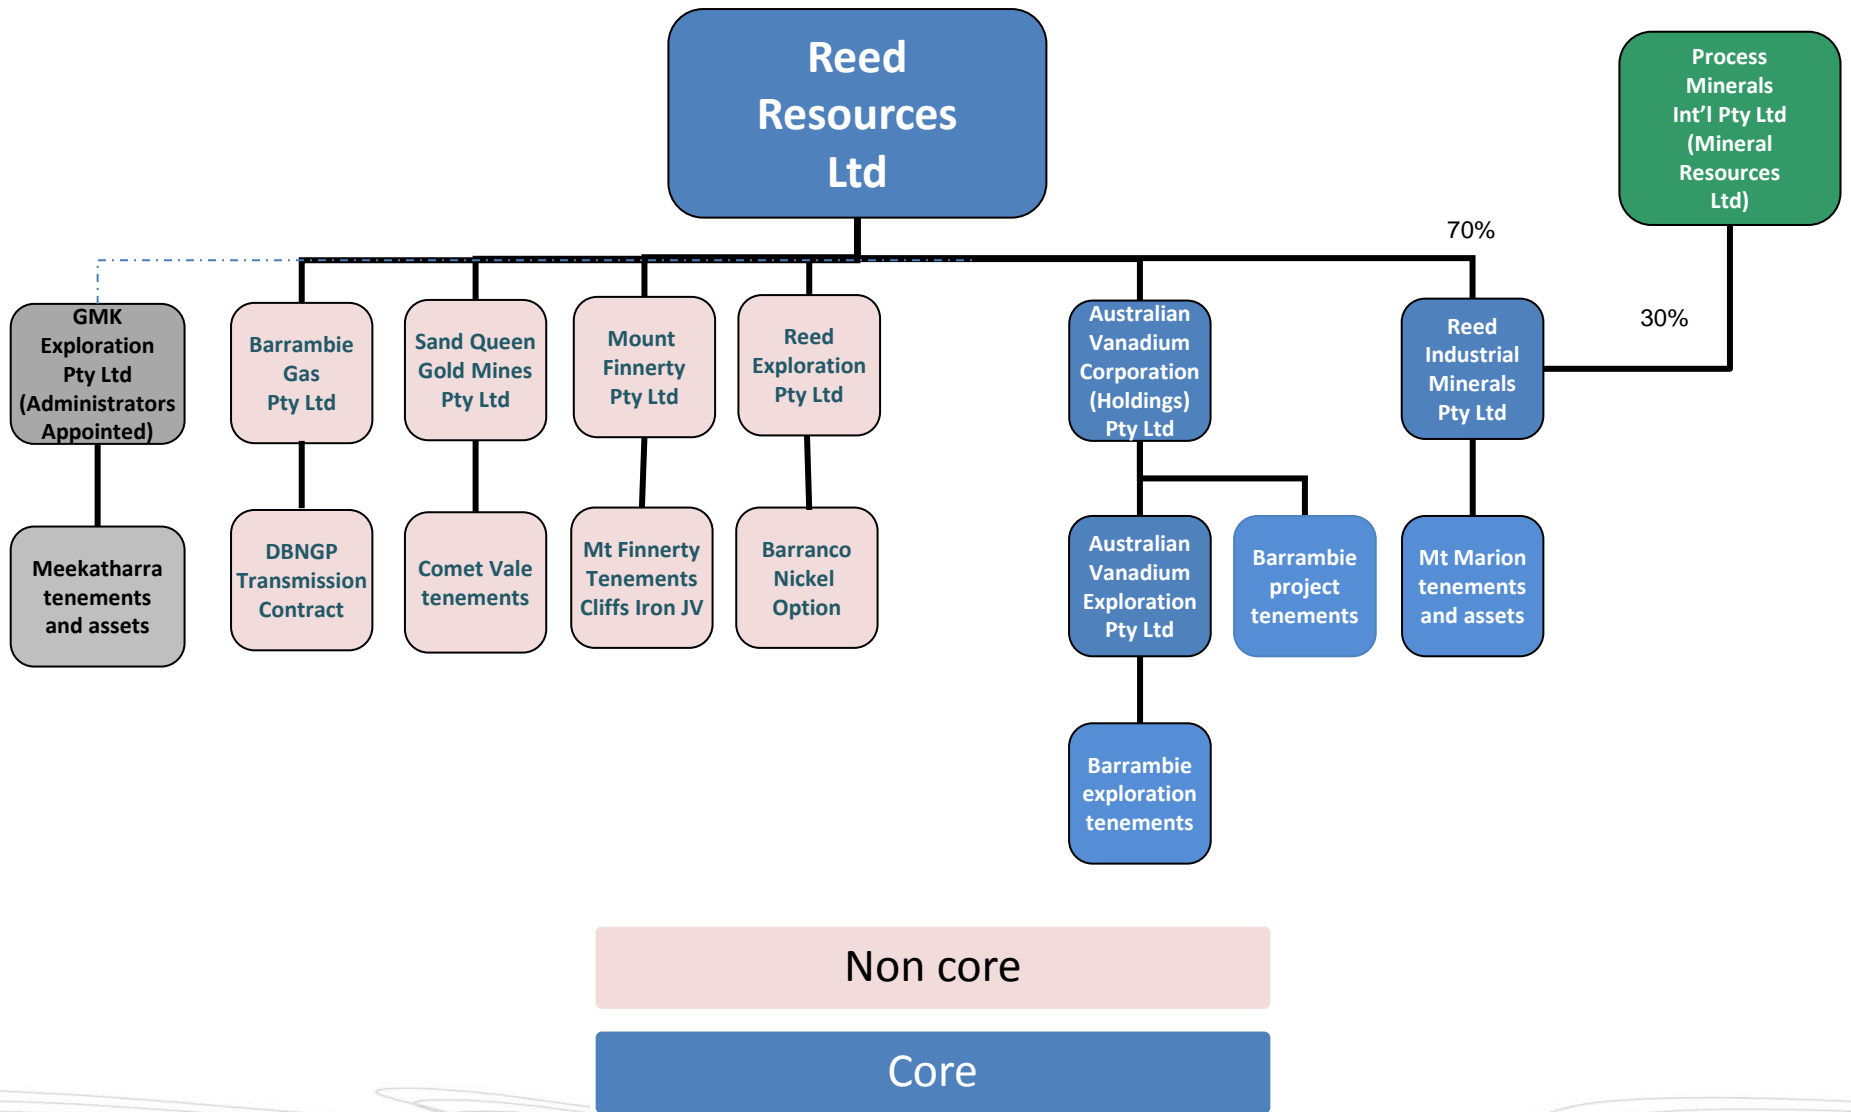 Reed
Resources
Ltd
Process
Minerals
Int’l Pty Ltd
(Mineral
Resources
Ltd)
70%
30%
GMK
Exploration
Pty Ltd
(Administrators
Appointed)
Barrambie
Gas
Pty Ltd
Sand Queen
Gold Mines
Pty Ltd
Mount
Finnerty
Pty Ltd
Reed
Exploration
Pty Ltd
Australian
Vanadium
Corporation
(Holdings)
Pty Ltd
Reed
Industrial
Minerals
Pty Ltd
Meekatharra
tenements
and assets
DBNGP
Transmission
Contract
Comet Vale
tenements
Mt Finnerty
Tenements
Cliffs Iron JV
Barranco
Nickel
Option
Australian
Vanadium
Exploration
Pty Ltd
Barrambie
project
tenements
Mt Marion
tenements
and assets
Barrambie
exploration
tenements
Non core
Core